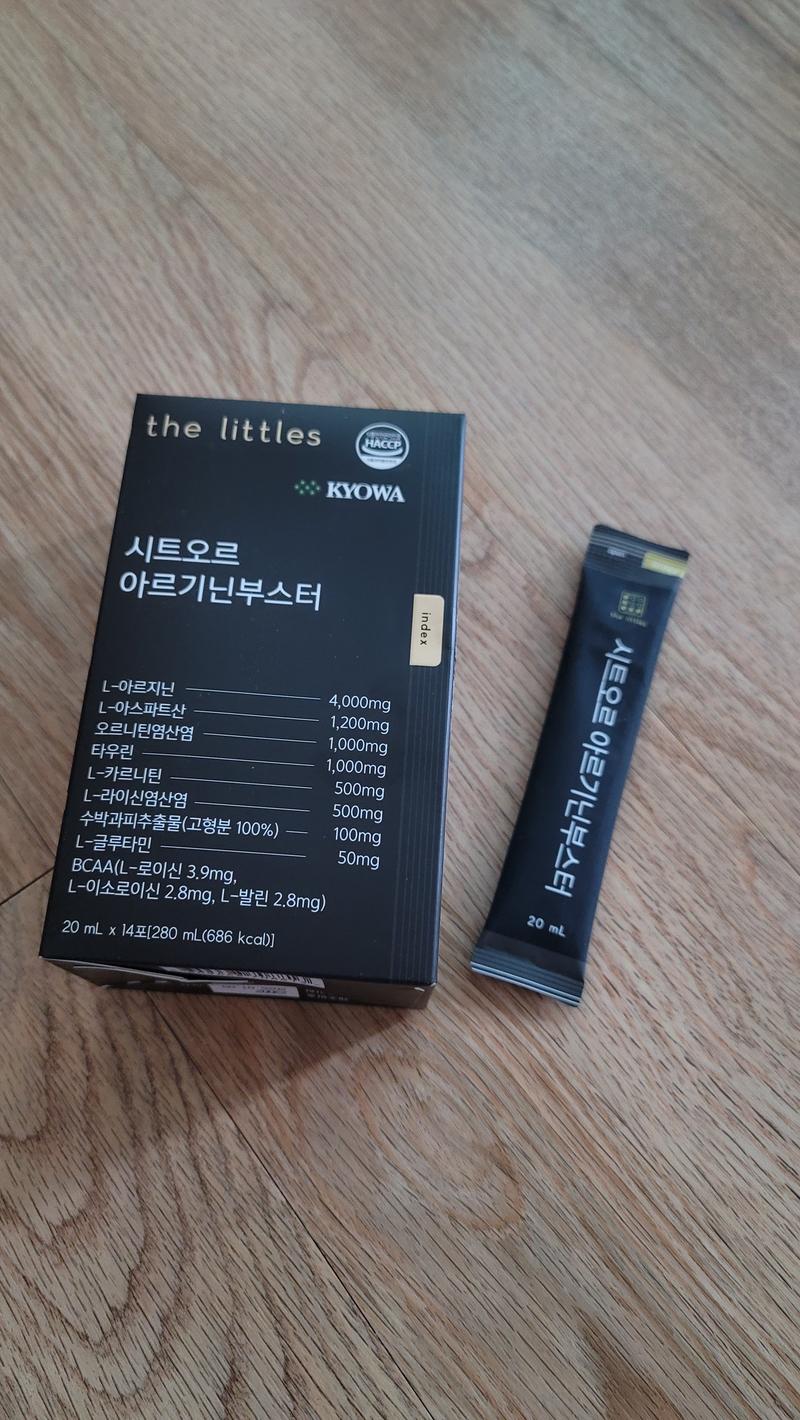 the littles
HACCP
KYOWA
시트오르
아르기닌부스터
index
L-아르지닌 4,000mg
L-아스파트산 1,200mg
오르니틴염산염 1,000mg
타우린 1,000mg
L-카르니틴 500mg
L-라이신염산염 500mg
수박과피추출물(고형분 100%) 100mg
L-글루타민 50mg
BCAA(L-로이신 3.9mg,
L-이소로이신 2.8mg, L-발린 2.8mg)
20 mL x 14포[280 mL(686 kcal)]
the littles
시트오르 아르기닌부스터
20 mL